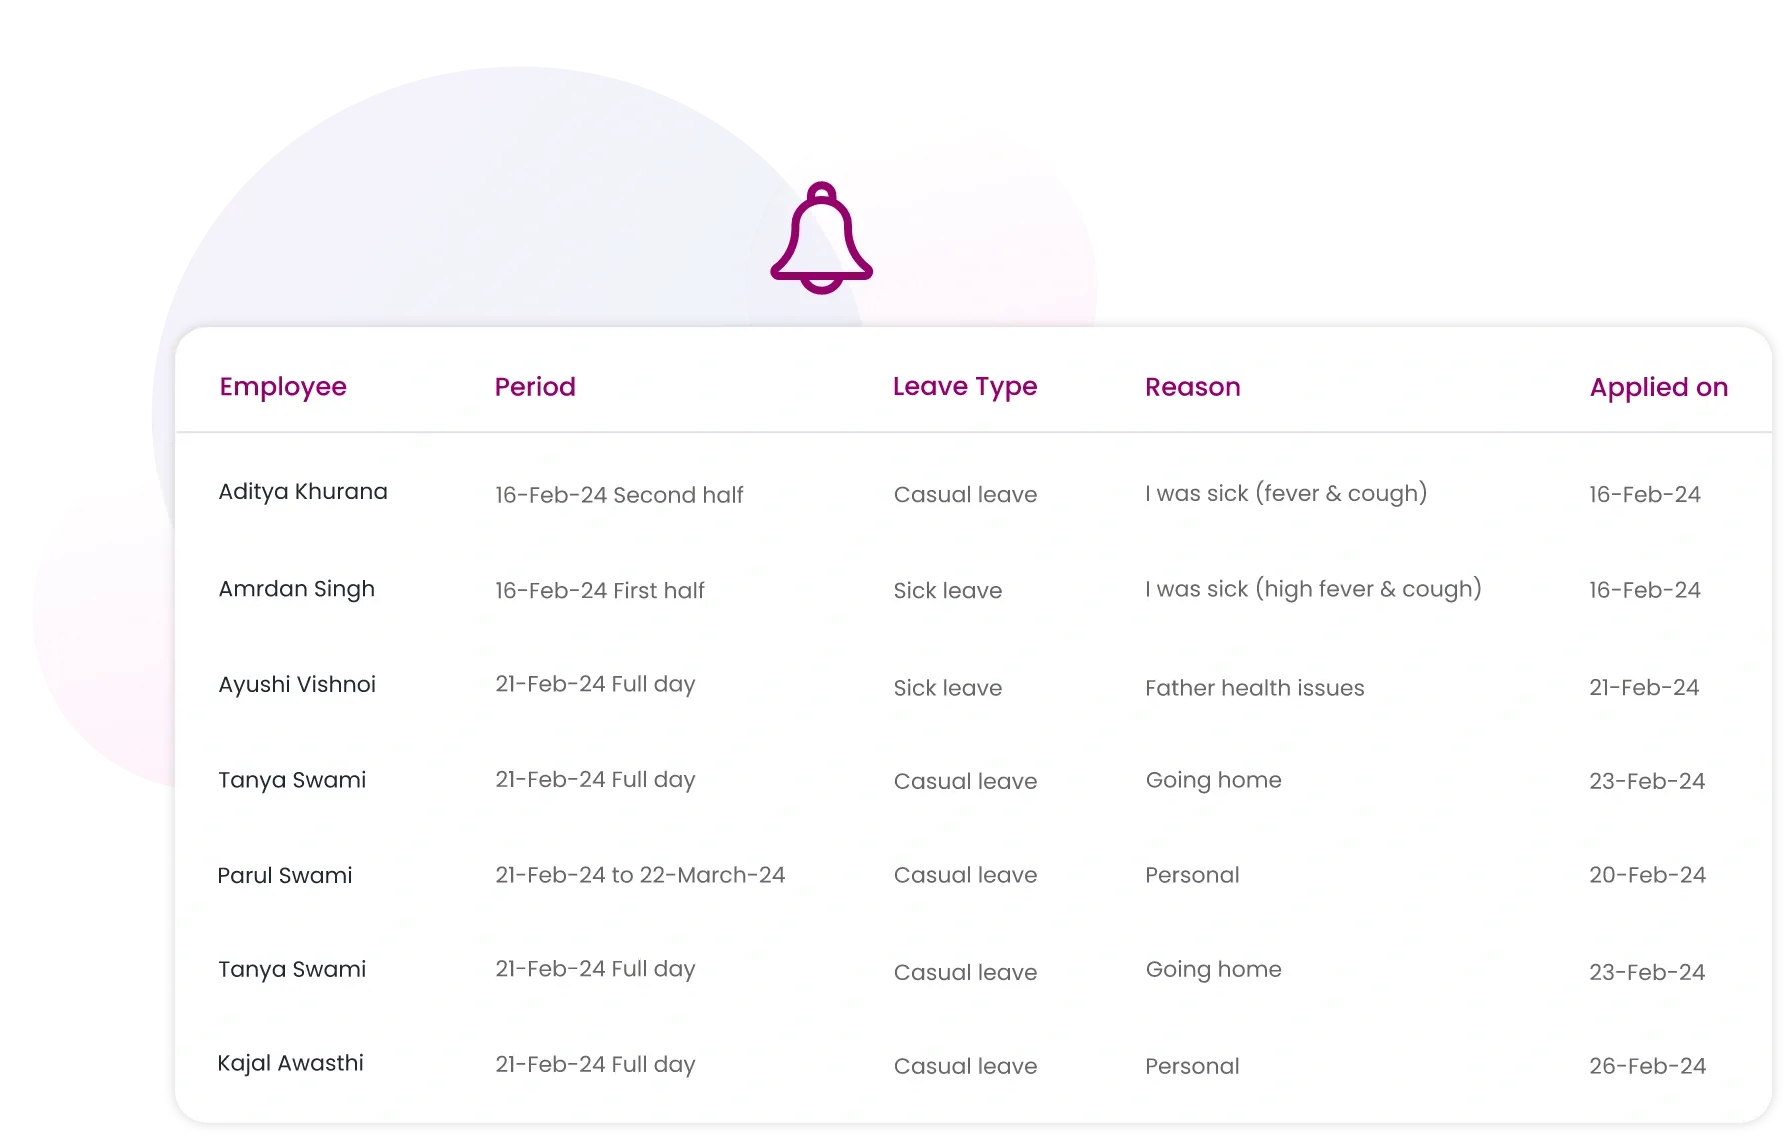 Employee Period Leave Type Reason Applied on
Aditya Khurana 16-Feb-24 Second half Casual leave I was sick (fever & cough) 16-Feb-24
Amrdan Singh 16-Feb-24 First half Sick leave I was sick (high fever & cough) 16-Feb-24
Ayushi Vishnoi 21-Feb-24 Full day Sick leave Father health issues 21-Feb-24
Tanya Swami 21-Feb-24 Full day Casual leave Going home 23-Feb-24
Parul Swami 21-Feb-24 to 22-March-24 Casual leave Personal 20-Feb-24
Tanya Swami 21-Feb-24 Full day Casual leave Going home 23-Feb-24
Kajal Awasthi 21-Feb-24 Full day Casual leave Personal 26-Feb-24